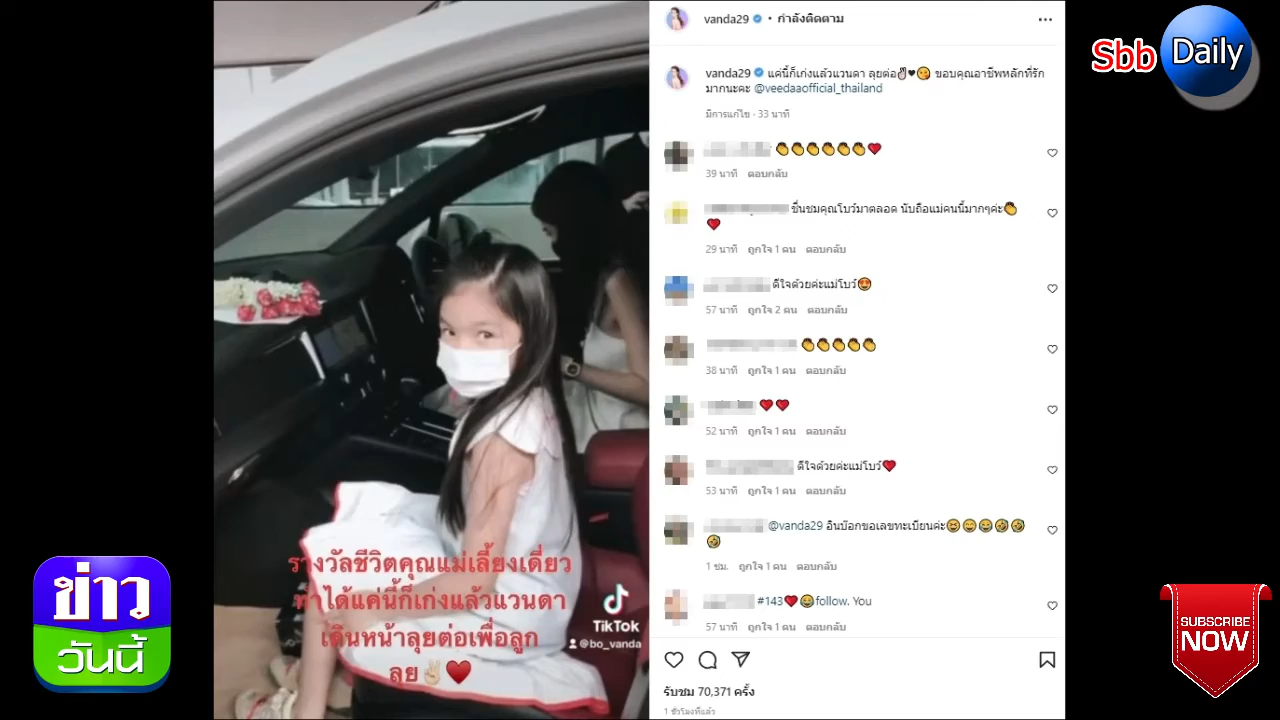 vanda29 • กำลังติดตาม
vanda29 แค่นี้ก็เก่งแล้วแวนดา ลุยต่อ✌🏻♥😘 ขอบคุณอาชีพหลักที่รัก
มากนะคะ @veedaaofficial_thailand
มีการแก้ไข · 33 นาที
👏👏👏👏👏👏❤️
39 นาที ตอบกลับ
ชื่นชมคุณโบว์มาตลอด นับถือแม่คนนี้มากๆค่ะ👏
❤️
29 นาที ถูกใจ 1 คน ตอบกลับ
ดีใจด้วยค่ะแม่โบว์😍
57 นาที ถูกใจ 2 คน ตอบกลับ
👏👏👏👏👏
38 นาที ถูกใจ 1 คน ตอบกลับ
❤️❤️
52 นาที ถูกใจ 1 คน ตอบกลับ
ดีใจด้วยค่ะแม่โบว์❤️
53 นาที ถูกใจ 1 คน ตอบกลับ
@vanda29 อินบ๊อกขอเลขทะเบียนค่ะ😆😄😂🤣🤣
🤣
1 ชม. ถูกใจ 1 คน ตอบกลับ
#143❤️😂follow. You
57 นาที ถูกใจ 1 คน ตอบกลับ
รับชม 70,371 ครั้ง
1 ชั่วโมงที่แล้ว
รางวัลชีวิตคุณแม่เลี้ยงเดี่ยว
ทำได้แค่นี้ก็เก่งแล้วแวนดา
เดินหน้าลุยต่อเพื่อลูก
ลุย✌🏻❤️
TikTok
@bo_vanda
Sbb Daily
ข่าว
วันนี้
SUBSCRIBE
NOW